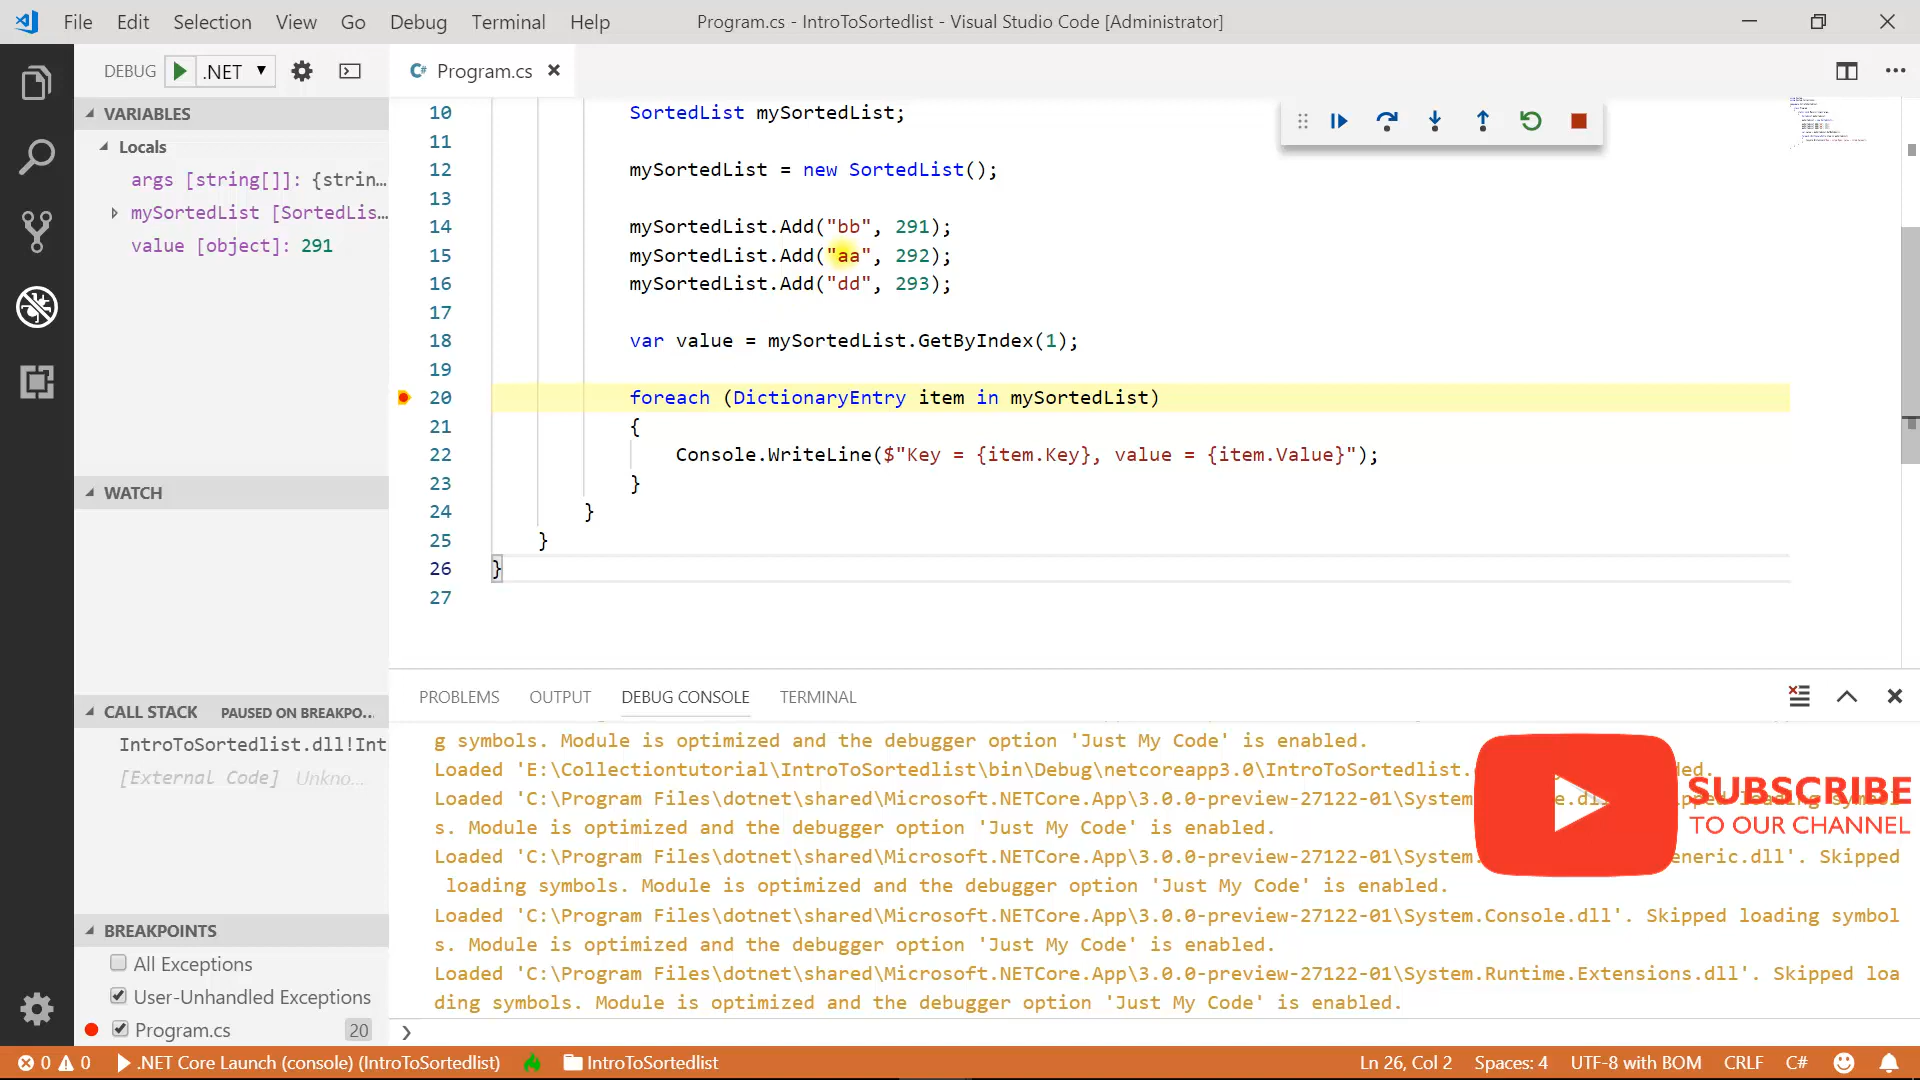 File Edit Selection View Go Debug Terminal Help Program.cs - IntroToSortedlist - Visual Studio Code [Administrator]
DEBUG .NET Program.cs
VARIABLES
Locals
args [string[]]: {strin…
mySortedList [SortedLis…
value [object]: 291
WATCH
CALL STACK PAUSED ON BREAKPO…
IntroToSortedlist.dll!Int
[External Code] Unkno…
BREAKPOINTS
All Exceptions
User-Unhandled Exceptions
Program.cs 20
10 SortedList mySortedList;
11
12 mySortedList = new SortedList();
13
14 mySortedList.Add("bb", 291);
15 mySortedList.Add("aa", 292);
16 mySortedList.Add("dd", 293);
17
18 var value = mySortedList.GetByIndex(1);
19
20 foreach (DictionaryEntry item in mySortedList)
21 {
22 Console.WriteLine($"Key = {item.Key}, value = {item.Value}");
23 }
24 }
25 }
26 }
27
PROBLEMS OUTPUT DEBUG CONSOLE TERMINAL
g symbols. Module is optimized and the debugger option 'Just My Code' is enabled.
Loaded 'E:\Collectiontutorial\IntroToSortedlist\bin\Debug\netcoreapp3.0\IntroToSortedlist.
Loaded 'C:\Program Files\dotnet\shared\Microsoft.NETCore.App\3.0.0-preview-27122-01\System.
s. Module is optimized and the debugger option 'Just My Code' is enabled.
Loaded 'C:\Program Files\dotnet\shared\Microsoft.NETCore.App\3.0.0-preview-27122-01\System. eneric.dll'. Skipped
loading symbols. Module is optimized and the debugger option 'Just My Code' is enabled.
Loaded 'C:\Program Files\dotnet\shared\Microsoft.NETCore.App\3.0.0-preview-27122-01\System.Console.dll'. Skipped loading symbol
s. Module is optimized and the debugger option 'Just My Code' is enabled.
Loaded 'C:\Program Files\dotnet\shared\Microsoft.NETCore.App\3.0.0-preview-27122-01\System.Runtime.Extensions.dll'. Skipped loa
ding symbols. Module is optimized and the debugger option 'Just My Code' is enabled.
SUBSCRIBE
TO OUR CHANNEL
0 0 .NET Core Launch (console) (IntroToSortedlist) IntroToSortedlist Ln 26, Col 2 Spaces: 4 UTF-8 with BOM CRLF C#